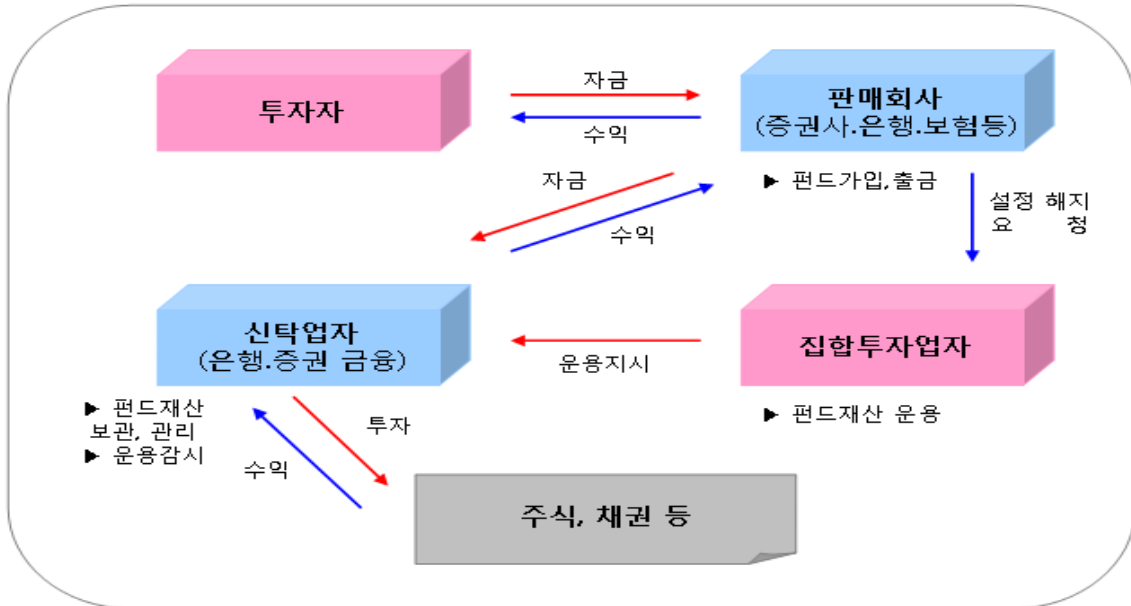 투자자
자금
수익
판매회사
(증권사.은행.보험등)
▶ 펀드가입,출금
자금
수익
설정 해지
요 청
신탁업자
(은행.증권 금융)
운용지시
집합투자업자
▶ 펀드재산
보관, 관리
▶ 운용감시
투자
수익
▶ 펀드재산 운용
주식, 채권 등